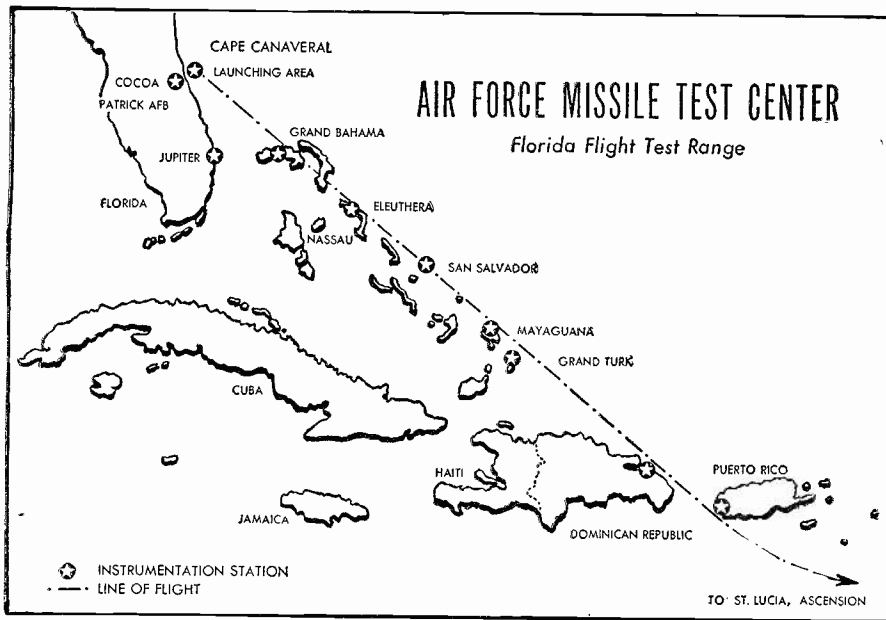 CAPE CANAVERAL
LAUNCHING AREA
COCOA
PATRICK AFB
AIR FORCE MISSILE TEST CENTER
Florida Flight Test Range
GRAND BAHAMA
JUPITER
FLORIDA
ELEUTHERA
NASSAU
SAN SALVADOR
MAYAGUANA
GRAND TURK
CUBA
HAITI
PUERTO RICO
JAMAICA
DOMINICAN REPUBLIC
INSTRUMENTATION STATION
LINE OF FLIGHT
TO ST. LUCIA, ASCENSION